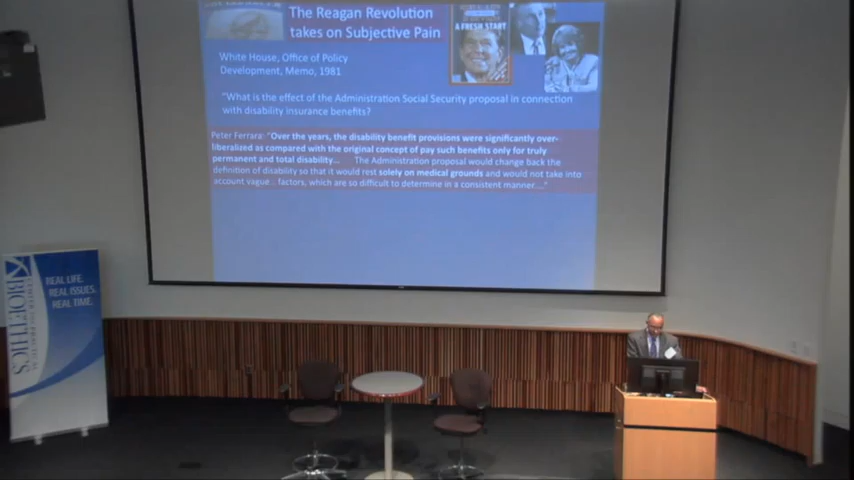 The Reagan Revolution
takes on Subjective Pain
A FRESH START
White House, Office of Policy
Development, Memo, 1981
"What is the effect of the Administration Social Security proposal in connection
with disability insurance benefits?
Peter Ferrara: "Over the years, the disability benefit provisions were significantly over-
liberalised as compared with the original concept of pay such benefits only for truly
permanent and total disability... The Administration proposal would change back the
definition of disability so that it would rest solely on medical grounds and would not take into
account vague... factors, which are so difficult to determine in a consistent manner...."
CENTER FOR PRACTICAL
BIOETHICS
REAL LIFE.
REAL ISSUES.
REAL TIME.